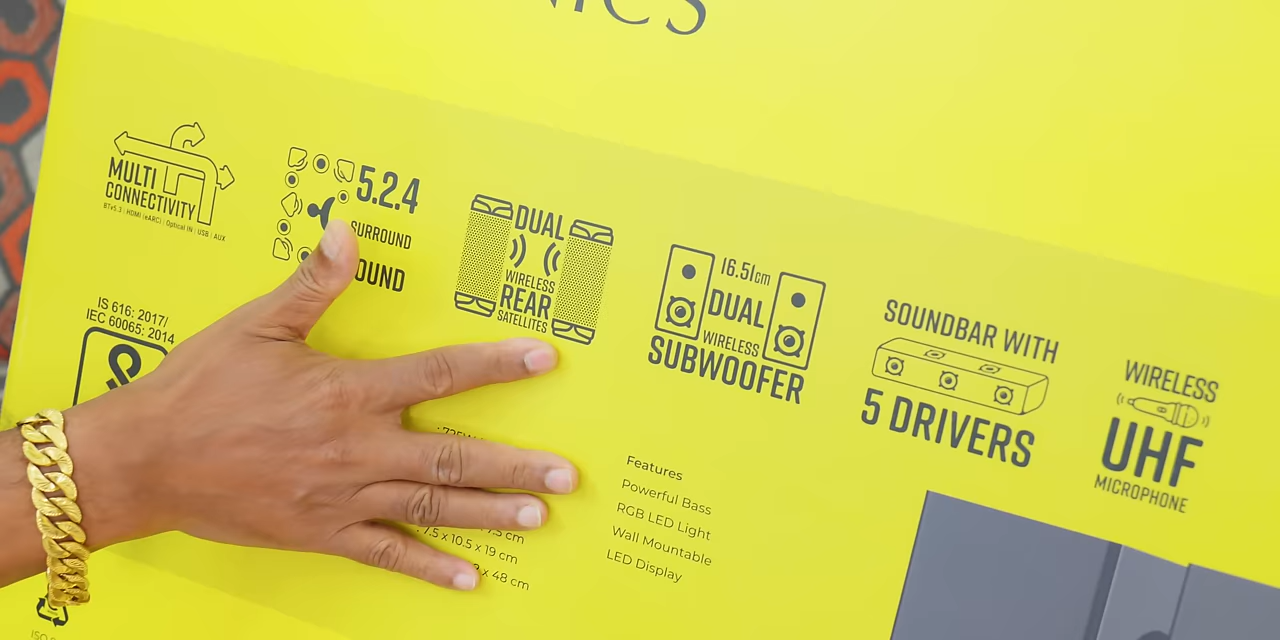 MULTI
CONNECTIVITY
BTv5.3 | HDMI (eARC) | Optical IN | USB | AUX
5.2.4
SURROUND
OUND
DUAL
WIRELESS
REAR
SATELLITES
16.51cm
DUAL
WIRELESS
SUBWOOFER
SOUNDBAR WITH
5 DRIVERS
WIRELESS
UHF
MICROPHONE
IS 616: 2017/
IEC 60065: 2014
Features
Powerful Bass
RGB LED Light
Wall Mountable
LED Display
: 7.5 x 10.5 x 19 cm
x 48 cm